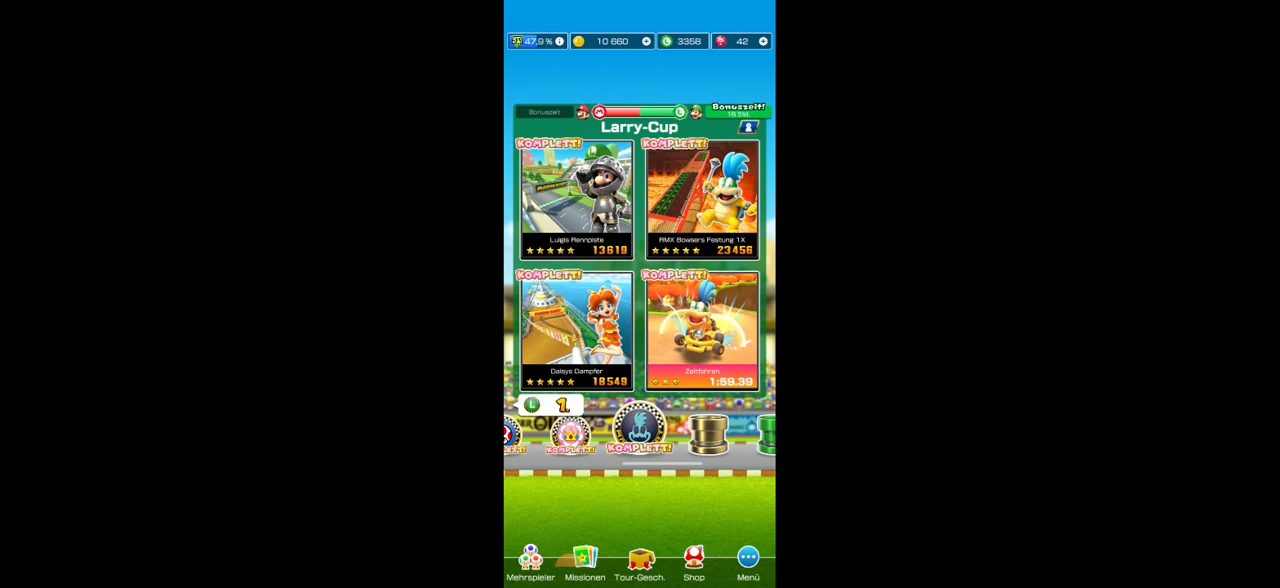 47,9 %
10 660
3358
42
Bonuszeit
Bonuszeit!
16 Std.
Larry-Cup
KOMPLETT!
KOMPLETT!
Luigis Rennpiste
13619
RMX Bowsers Festung 1X
23456
KOMPLETT!
KOMPLETT!
Daisys Dampfer
18549
Zeitfahren
1:59.39
L 1.
KOMPLETT!
KOMPLETT!
Mehrspieler
Missionen
Tour-Gesch.
Shop
Menü